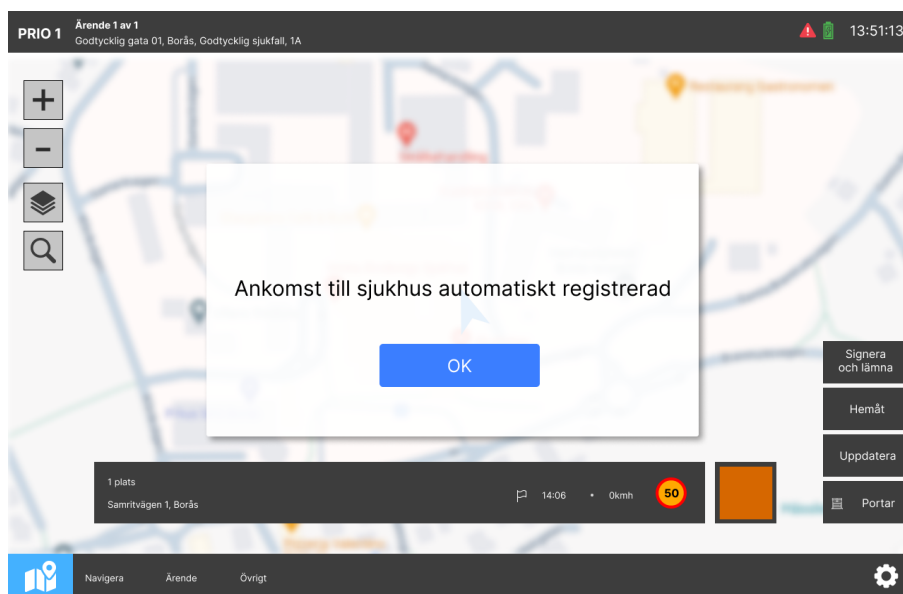 PRIO 1
Ärende 1 av 1
Godtycklig gata 01, Borås, Godtycklig sjukfall, 1A
13:51:13
Ankomst till sjukhus automatiskt registrerad
OK
Signera
och lämna
Hemåt
Uppdatera
Portar
1 plats
Samritvägen 1, Borås
14:06 • 0kmh
50
Navigera
Ärende
Övrigt